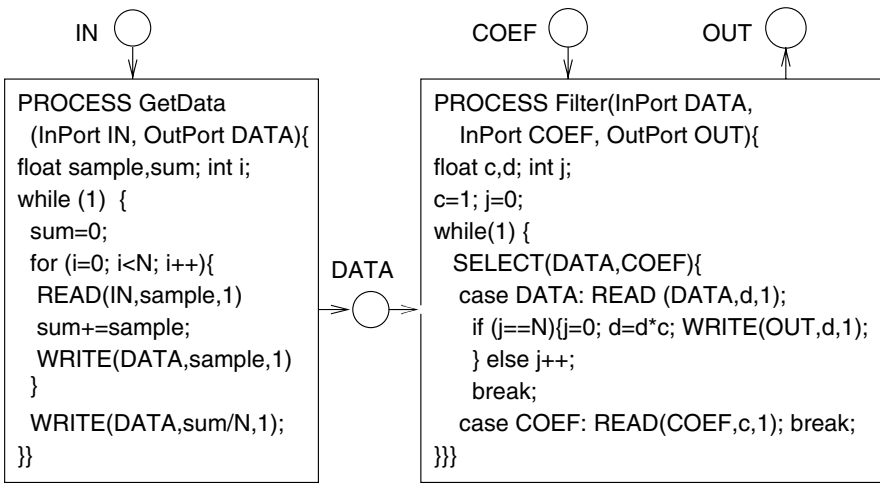 IN
COEF
OUT
PROCESS GetData
(InPort IN, OutPort DATA){
float sample,sum; int i;
while (1) {
sum=0;
for (i=0; i<N; i++){
READ(IN,sample,1)
sum+=sample;
WRITE(DATA,sample,1)
}
WRITE(DATA,sum/N,1);
}}
DATA
PROCESS Filter(InPort DATA,
InPort COEF, OutPort OUT){
float c,d; int j;
c=1; j=0;
while(1) {
SELECT(DATA,COEF){
case DATA: READ (DATA,d,1);
if (j==N){j=0; d=d*c; WRITE(OUT,d,1);
} else j++;
break;
case COEF: READ(COEF,c,1); break;
}}}